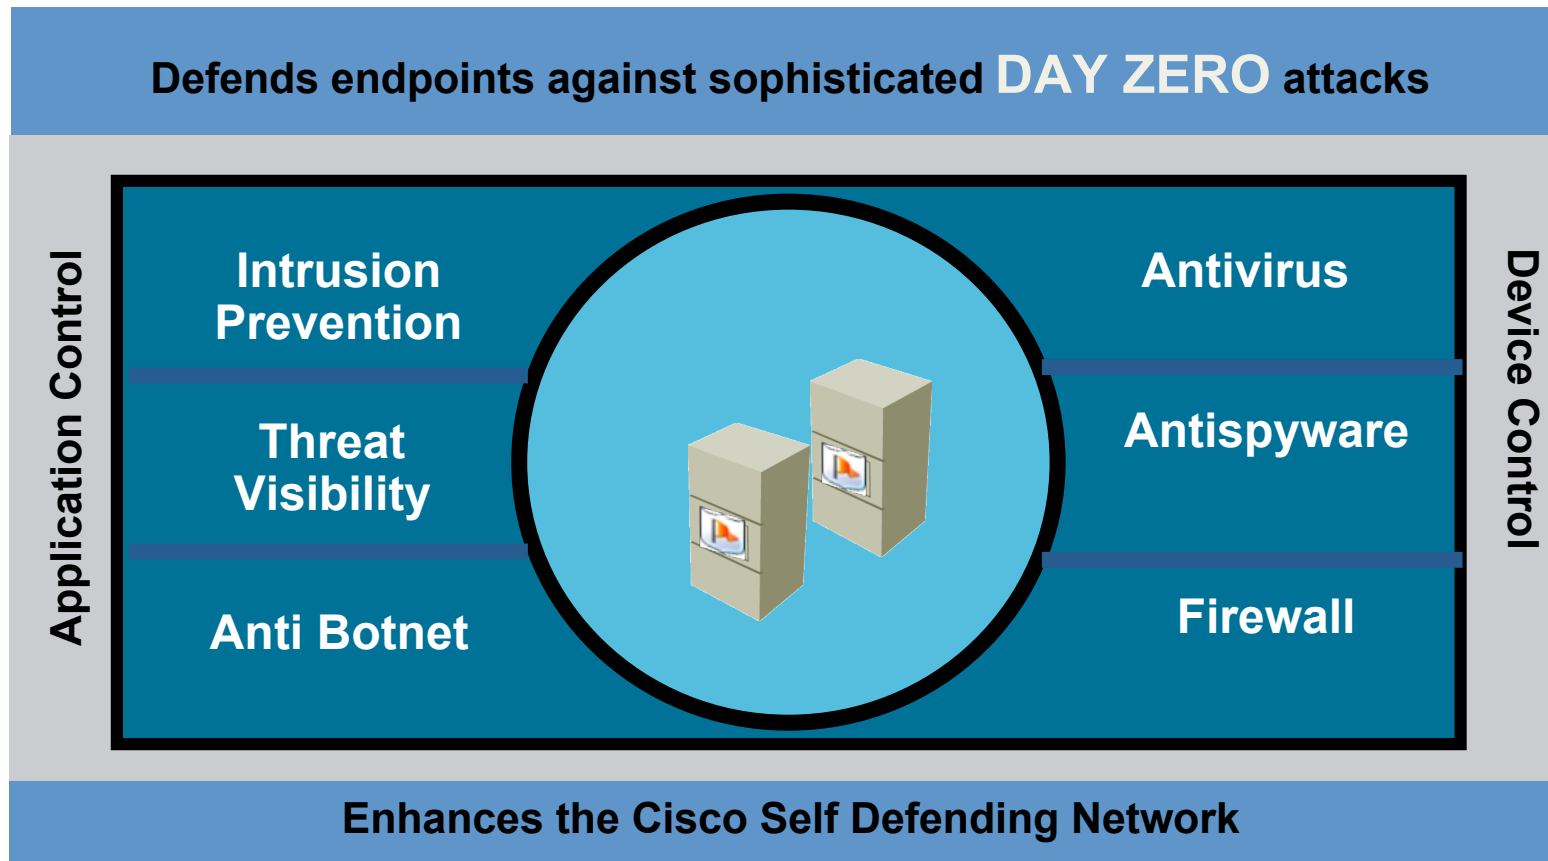 Defends endpoints against sophisticated DAY ZERO attacks
Application Control
Intrusion
Prevention
Threat
Visibility
Anti Botnet
Antivirus
Antispyware
Firewall
Device Control
Enhances the Cisco Self Defending Network